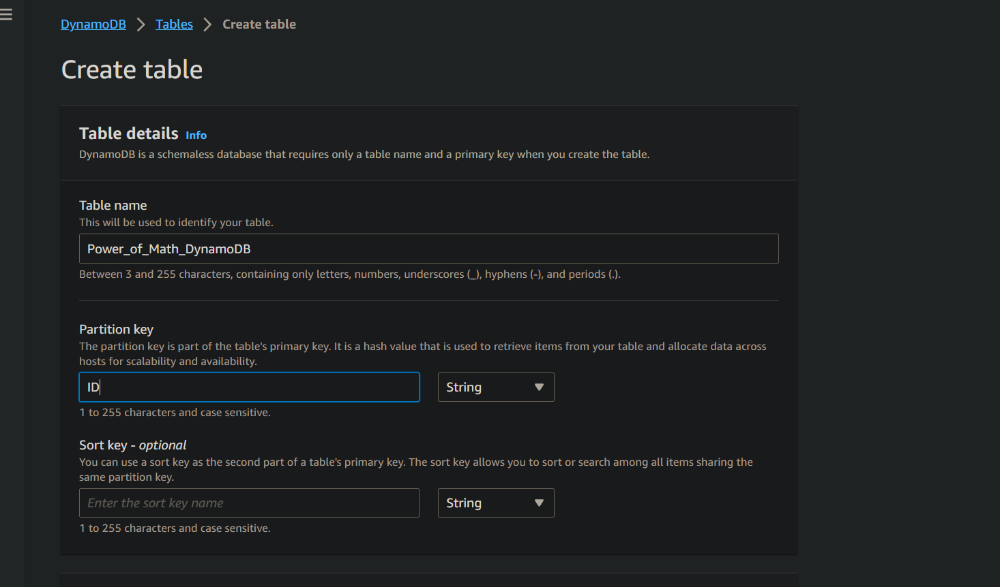 DynamoDB > Tables > Create table
Create table
Table details Info
DynamoDB is a schemaless database that requires only a table name and a primary key when you create the table.
Table name
This will be used to identify your table.
Power_of_Math_DynamoDB
Between 3 and 255 characters, containing only letters, numbers, underscores (_), hyphens (-), and periods (.).
Partition key
The partition key is part of the table's primary key. It is a hash value that is used to retrieve items from your table and allocate data across
hosts for scalability and availability.
ID String
1 to 255 characters and case sensitive.
Sort key - optional
You can use a sort key as the second part of a table's primary key. The sort key allows you to sort or search among all items sharing the
same partition key.
Enter the sort key name String
1 to 255 characters and case sensitive.